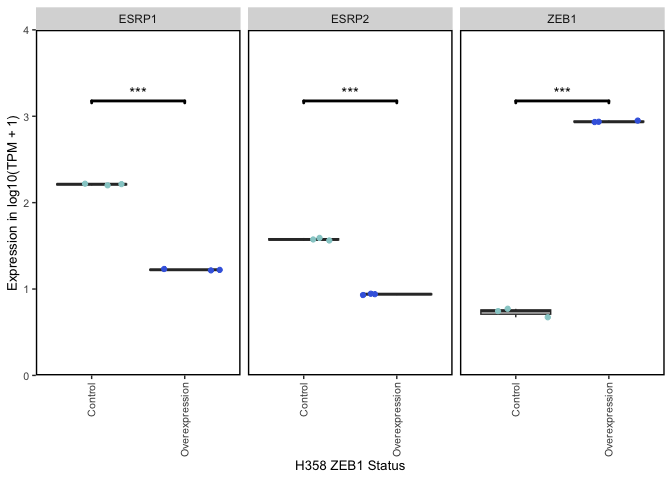 ESRP1 ESRP2 ZEB1
Expression in log10(TPM + 1)
4
3
2
1
0
*** *** ***
Control Overexpression Control Overexpression Control Overexpression
H358 ZEB1 Status